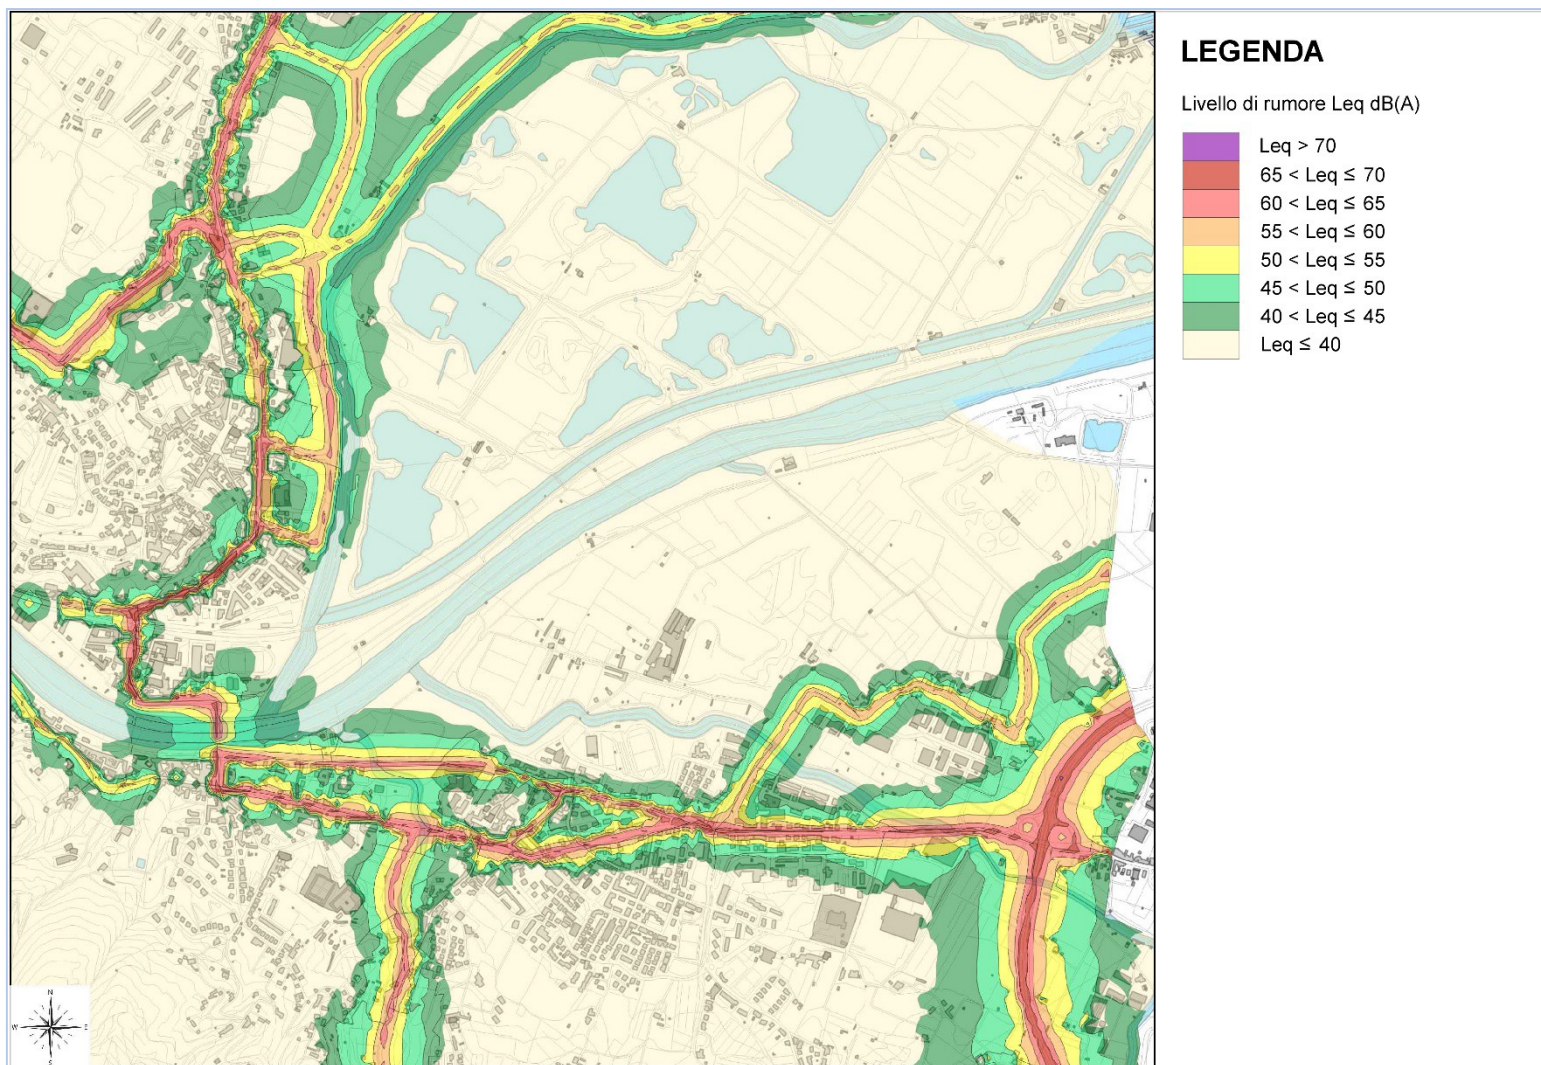 LEGENDA
Livello di rumore Leq dB(A)
Leq > 70
65 < Leq ≤ 70
60 < Leq ≤ 65
55 < Leq ≤ 60
50 < Leq ≤ 55
45 < Leq ≤ 50
40 < Leq ≤ 45
Leq ≤ 40
N
W E
S